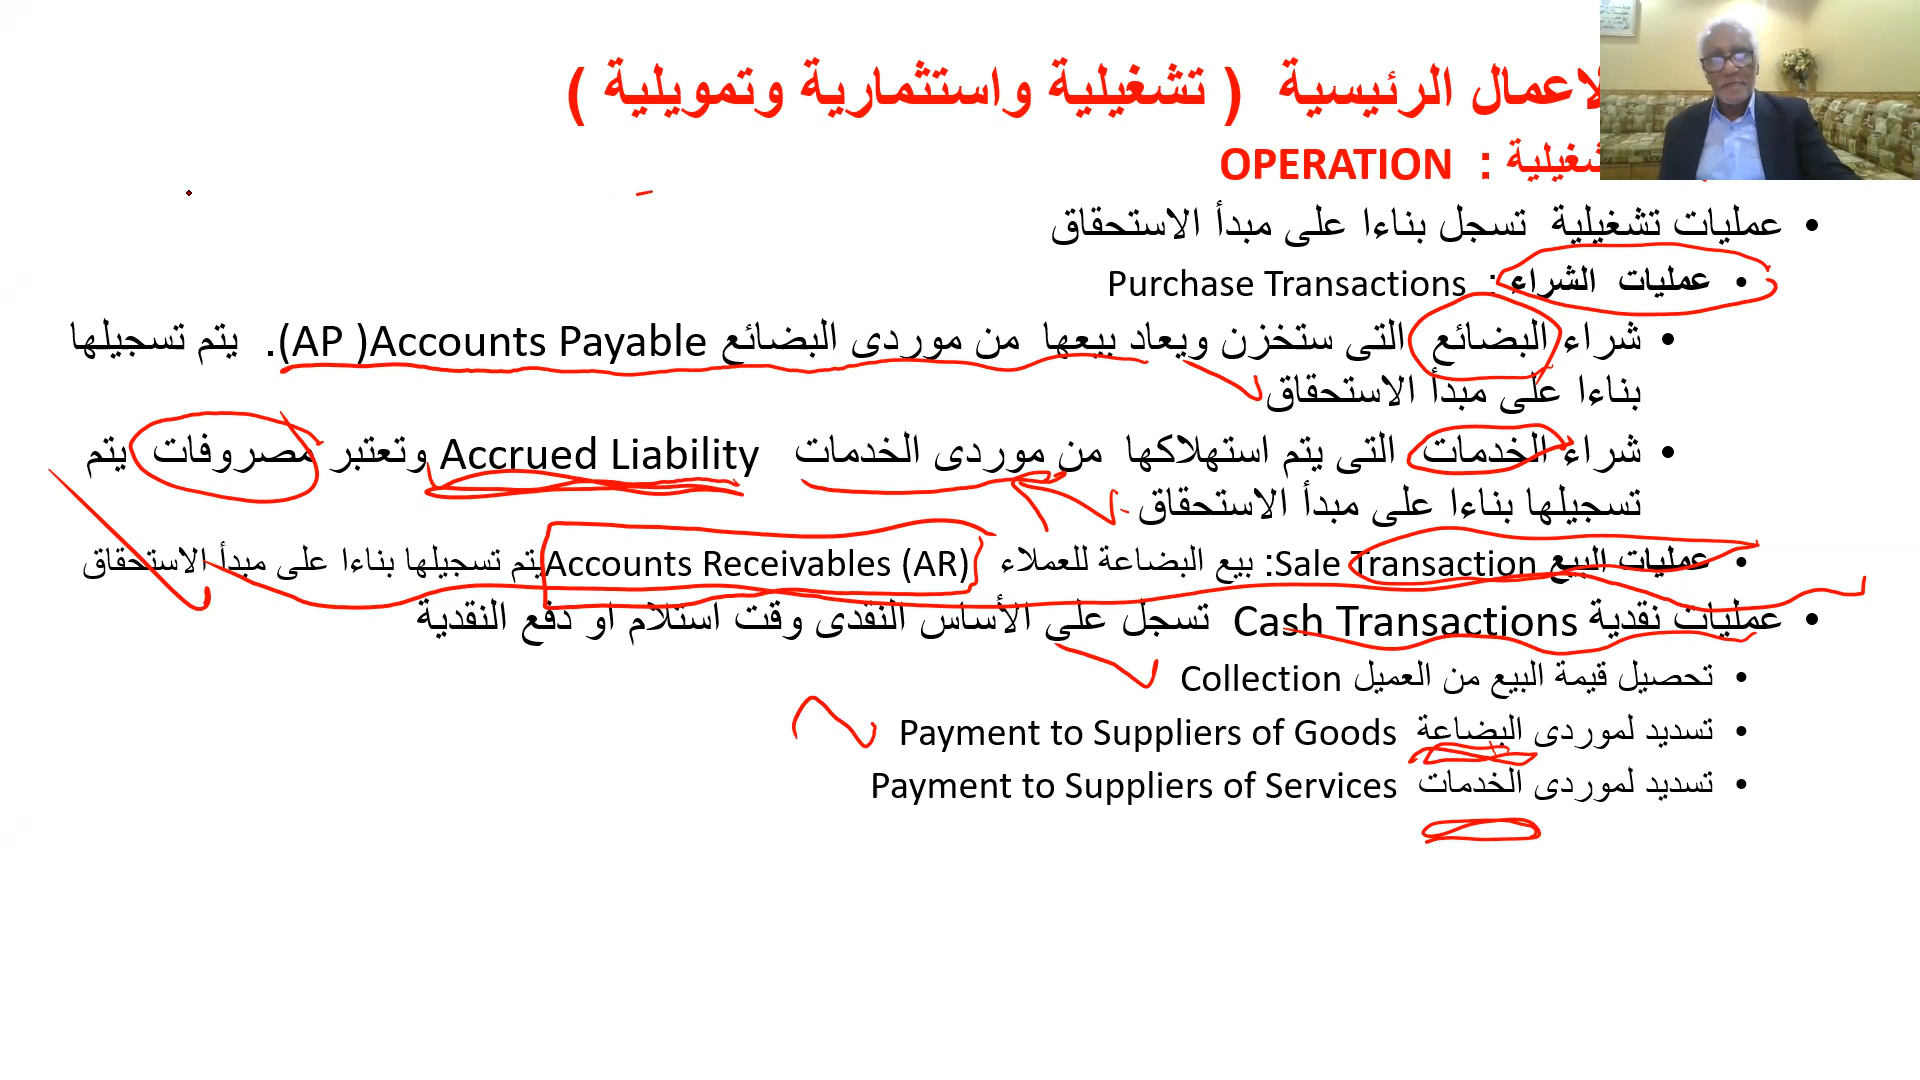 الاعمال الرئيسية ( تشغيلية واستثمارية وتمويلية )
OPERATION :
عمليات تشغيلية تسجل بناءا على مبدأ الاستحقاق
عمليات الشراء : Purchase Transactions
شراء البضائع التى ستخزن ويعاد بيعها من موردى البضائع Accounts Payable( AP). يتم تسجيلها
بناءا على مبدأ الاستحقاق
شراء الخدمات التى يتم استهلاكها من موردى الخدمات Accrued Liability وتعتبر مصروفات يتم
تسجيلها بناءا على مبدأ الاستحقاق
عمليات البيع Sale Transaction: بيع البضاعة للعملاء Accounts Receivables (AR) يتم تسجيلها بناءا على مبدأ الاستحقاق
عمليات نقدية Cash Transactions تسجل على الأساس النقدى وقت استلام او دفع النقدية
تحصيل قيمة البيع من العميل Collection
تسديد لموردى البضاعة Payment to Suppliers of Goods
تسديد لموردى الخدمات Payment to Suppliers of Services